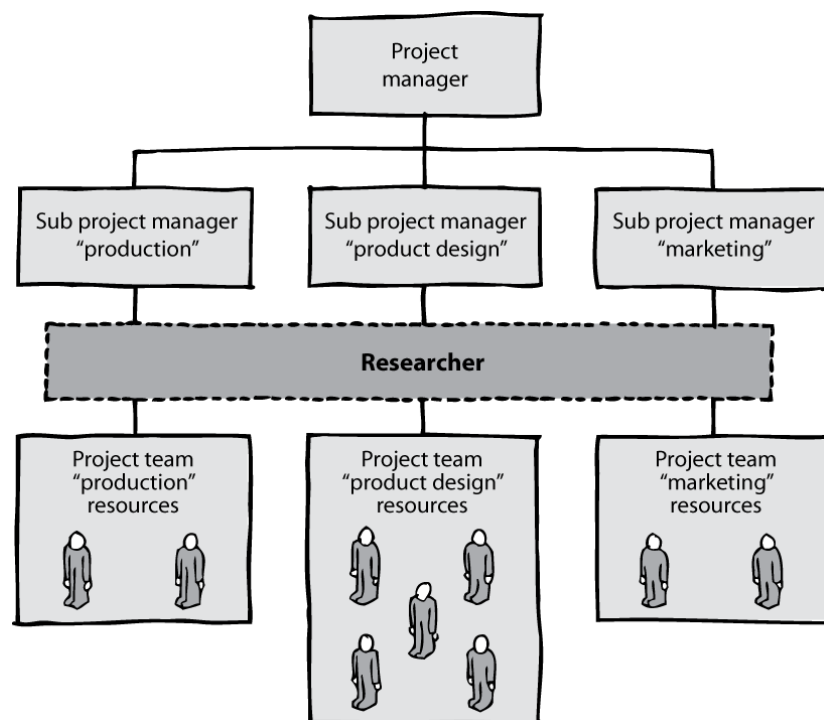 Project
manager
Sub project manager
“production”
Sub project manager
“product design”
Sub project manager
“marketing”
Researcher
Project team
“production”
resources
Project team
“product design”
resources
Project team
“marketing”
resources